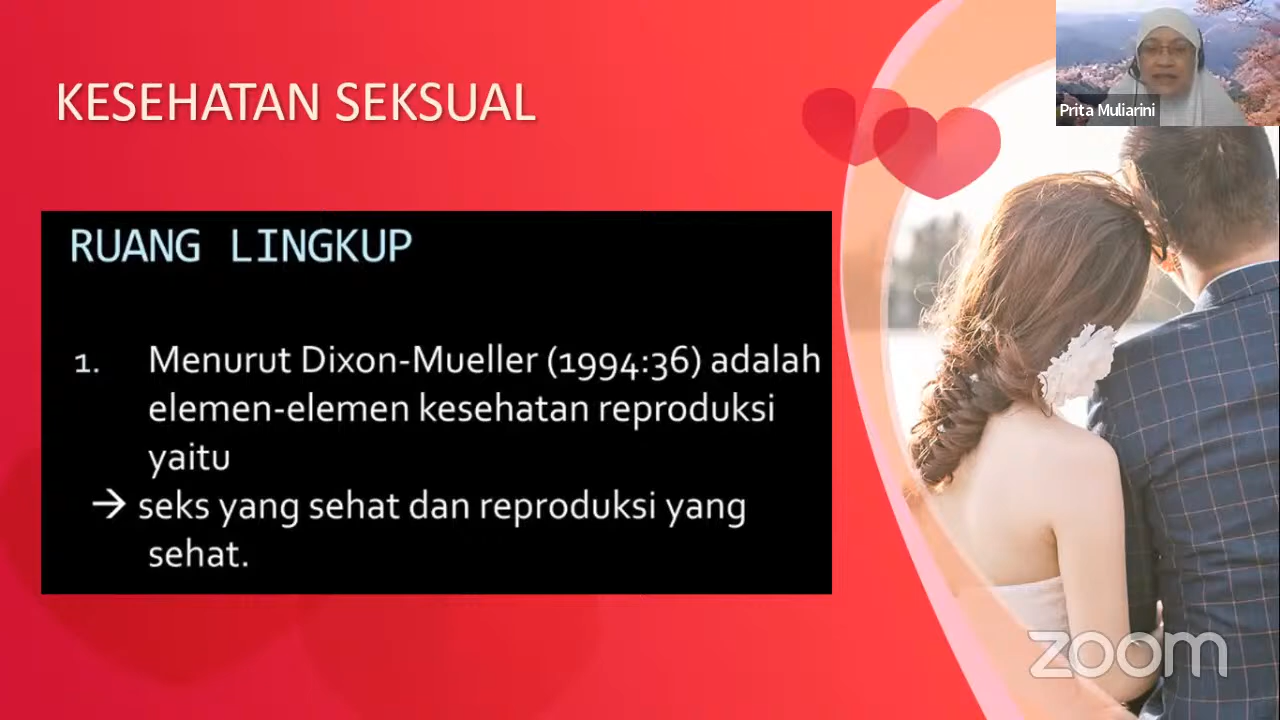 KESEHATAN SEKSUAL
Prita Muliarini
RUANG LINGKUP
1. Menurut Dixon-Mueller (1994:36) adalah
elemen-elemen kesehatan reproduksi
yaitu
→ seks yang sehat dan reproduksi yang
sehat.
zoom